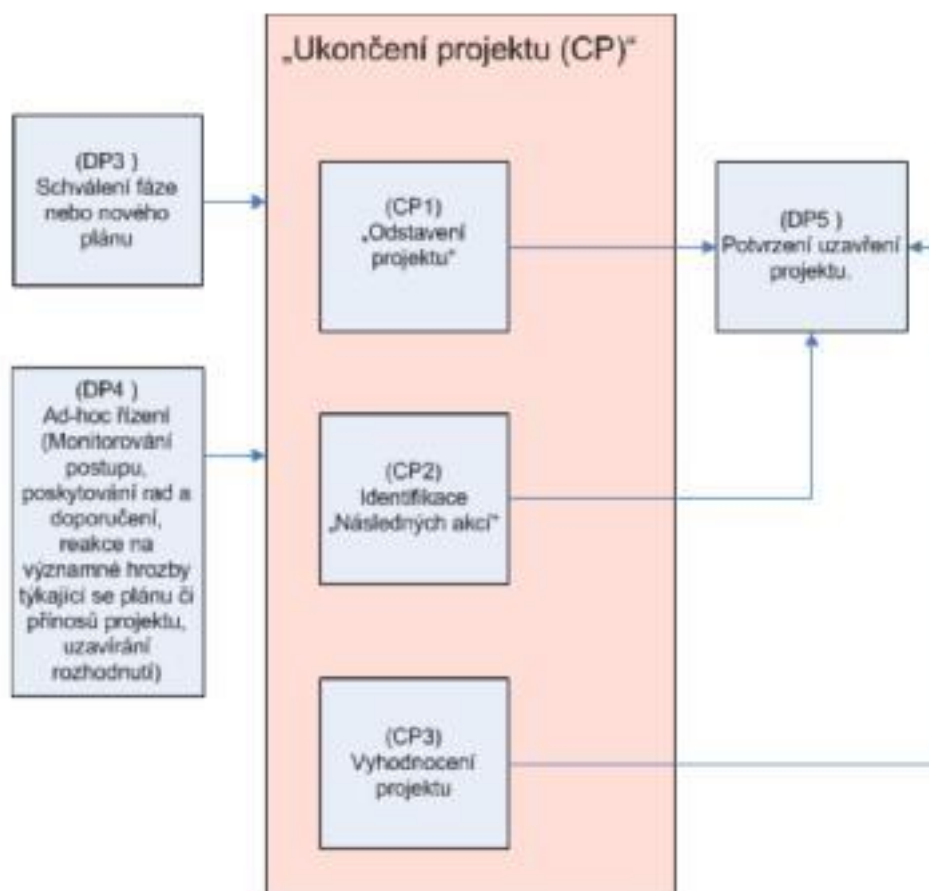 „Ukončení projektu (CP)“
(DP3 )
Schválení fáze
nebo nového
plánu
(CP1)
„Odstavení
projektu“
(DP5 )
Potvrzení uzavření
projektu.
(DP4 )
Ad-hoc řízení
(Monitorování
postupu,
poskytování rad a
doporučení,
reakce na
významné hrozby
týkající se plánu či
přínosů projektu,
uzavírání
rozhodnutí)
(CP2)
Identifikace
„Následných akcí“
(CP3)
Vyhodnocení
projektu